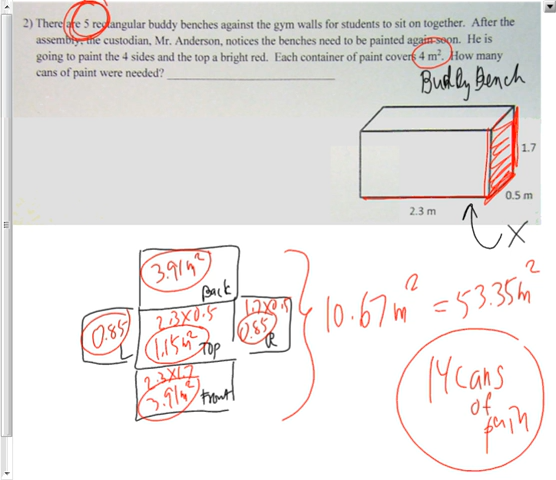 2) There are 5 rectangular buddy benches against the gym walls for students to sit on together. After the
assembly, the custodian, Mr. Anderson, notices the benches need to be painted again soon. He is
going to paint the 4 sides and the top a bright red. Each container of paint covers 4 m². How many
cans of paint were needed?
Buddy Bench
1.7
0.5 m
2.3 m
X
3.91m²
Back
0.85
L
2.3×0.5
1.15m²
Top
1.7×0.5
0.85
R
2.3×1.7
3.91m²
Front
10.67m² = 53.35m²
14 cans
of
pain